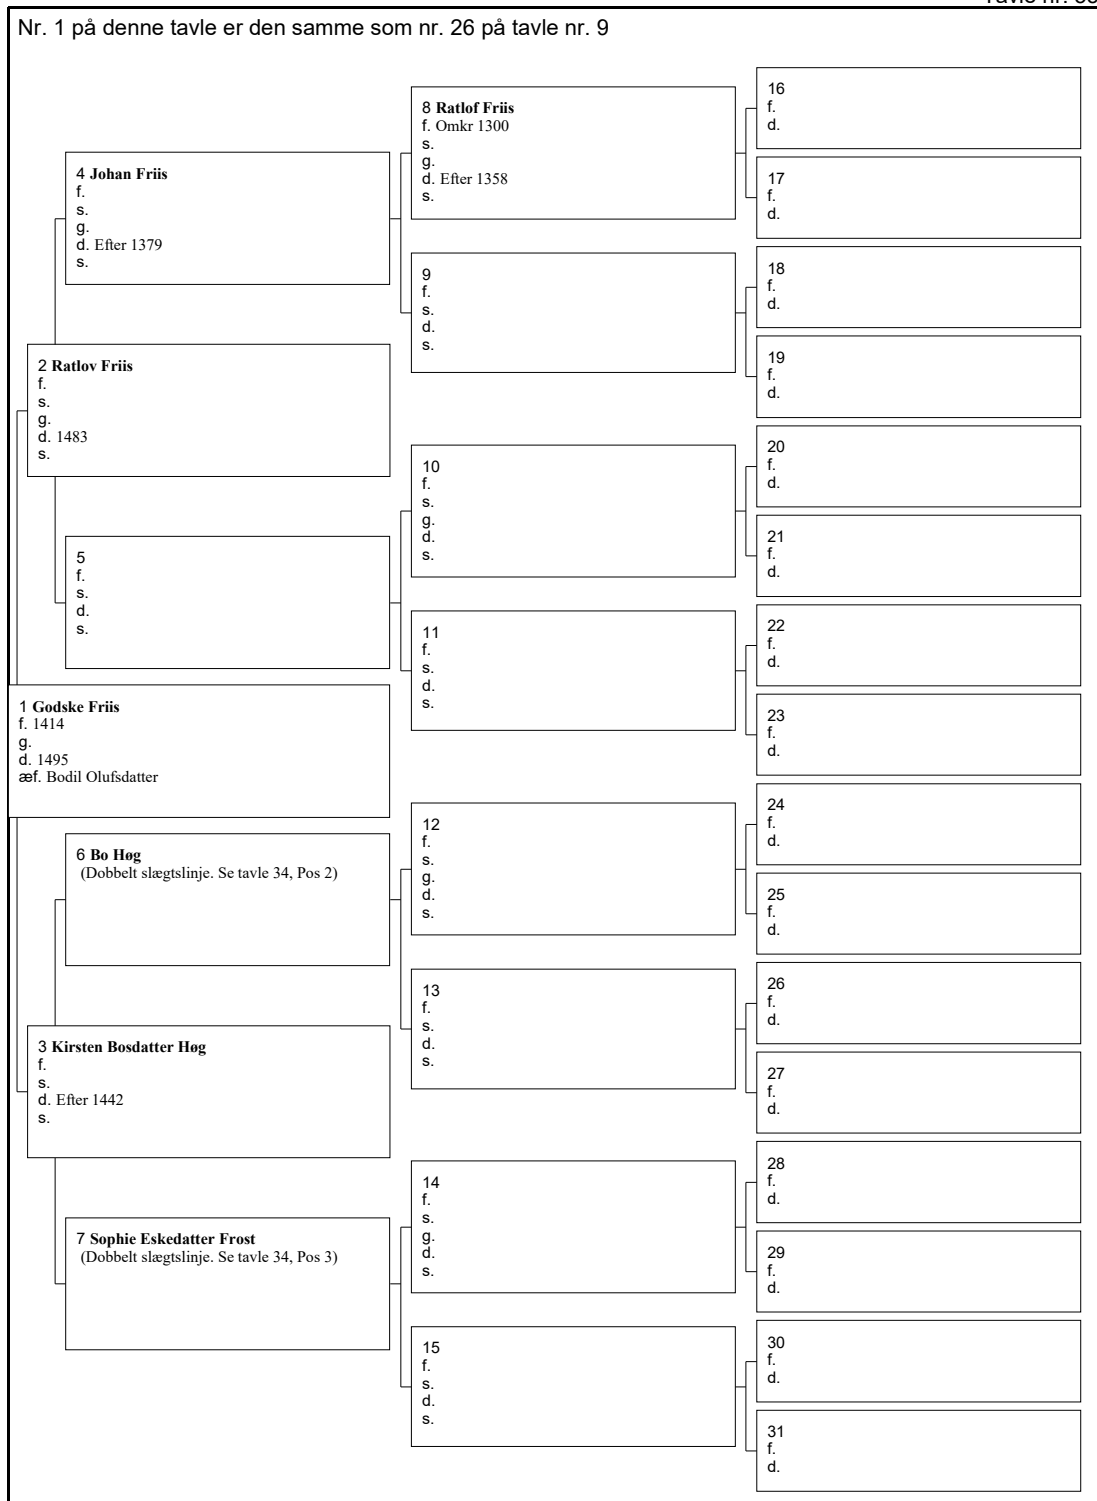 Nr. 1 på denne tavle er den samme som nr. 26 på tavle nr. 9
8 Ratlof Friis
f. Omkr 1300
s.
g.
d. Efter 1358
s.
16
f.
d.
17
f.
d.
4 Johan Friis
f.
s.
g.
d. Efter 1379
s.
9
f.
s.
d.
s.
18
f.
d.
19
f.
d.
2 Ratlov Friis
f.
s.
g.
d. 1483
s.
10
f.
s.
g.
d.
s.
20
f.
d.
21
f.
d.
5
f.
s.
d.
s.
11
f.
s.
d.
s.
22
f.
d.
23
f.
d.
1 Godske Friis
f. 1414
g.
d. 1495
æf. Bodil Olufsdatter
6 Bo Høg
(Dobbelt slægtslinje. Se tavle 34, Pos 2)
12
f.
s.
g.
d.
s.
24
f.
d.
25
f.
d.
13
f.
s.
d.
s.
26
f.
d.
27
f.
d.
3 Kirsten Bosdatter Høg
f.
s.
d. Efter 1442
s.
14
f.
s.
g.
d.
s.
28
f.
d.
29
f.
d.
7 Sophie Eskedatter Frost
(Dobbelt slægtslinje. Se tavle 34, Pos 3)
15
f.
s.
d.
s.
30
f.
d.
31
f.
d.